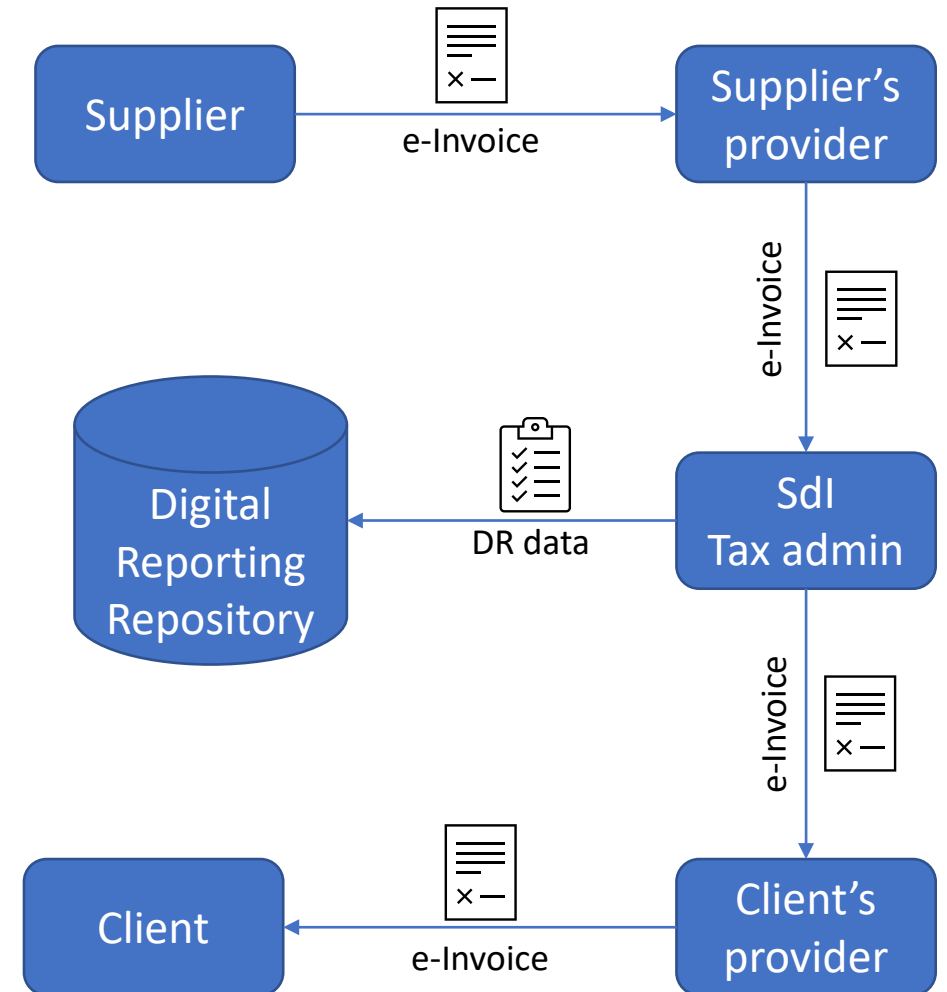 Supplier
e-Invoice
Supplier's
provider
e-Invoice
Digital
Reporting
Repository
DR data
SdI
Tax admin
e-Invoice
Client
e-Invoice
Client's
provider